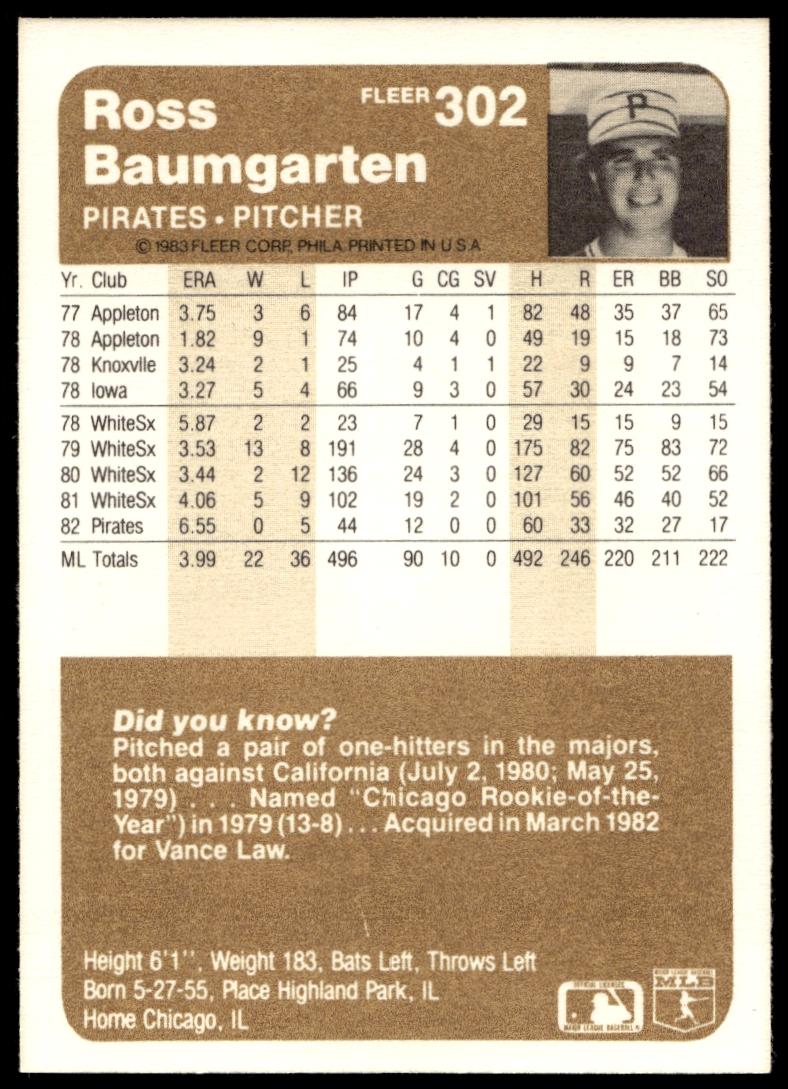 Ross
FLEER 302
Baumgarten
PIRATES • PITCHER
© 1983 FLEER CORP. PHILA. PRINTED IN U.S.A.
P
Yr. Club ERA W L IP G CG SV H R ER BB SO
77 Appleton 3.75 3 6 84 17 4 1 82 48 35 37 65
78 Appleton 1.82 9 1 74 10 4 0 49 19 15 18 73
78 Knoxvlle 3.24 2 1 25 4 1 1 22 9 9 7 14
78 Iowa 3.27 5 4 66 9 3 0 57 30 24 23 54
78 WhiteSx 5.87 2 2 23 7 1 0 29 15 15 9 15
79 WhiteSx 3.53 13 8 191 28 4 0 175 82 75 83 72
80 WhiteSx 3.44 2 12 136 24 3 0 127 60 52 52 66
81 WhiteSx 4.06 5 9 102 19 2 0 101 56 46 40 52
82 Pirates 6.55 0 5 44 12 0 0 60 33 32 27 17
ML Totals 3.99 22 36 496 90 10 0 492 246 220 211 222
Did you know?
Pitched a pair of one-hitters in the majors,
both against California (July 2, 1980; May 25,
1979) . . . Named "Chicago Rookie-of-the-
Year") in 1979 (13-8) . . . Acquired in March 1982
for Vance Law.
Height 6'1'', Weight 183, Bats Left, Throws Left
Born 5-27-55, Place Highland Park, IL
Home Chicago, IL
OFFICIAL LICENSEE
MAJOR LEAGUE BASEBALL
MAJOR LEAGUE BASEBALL
MLB